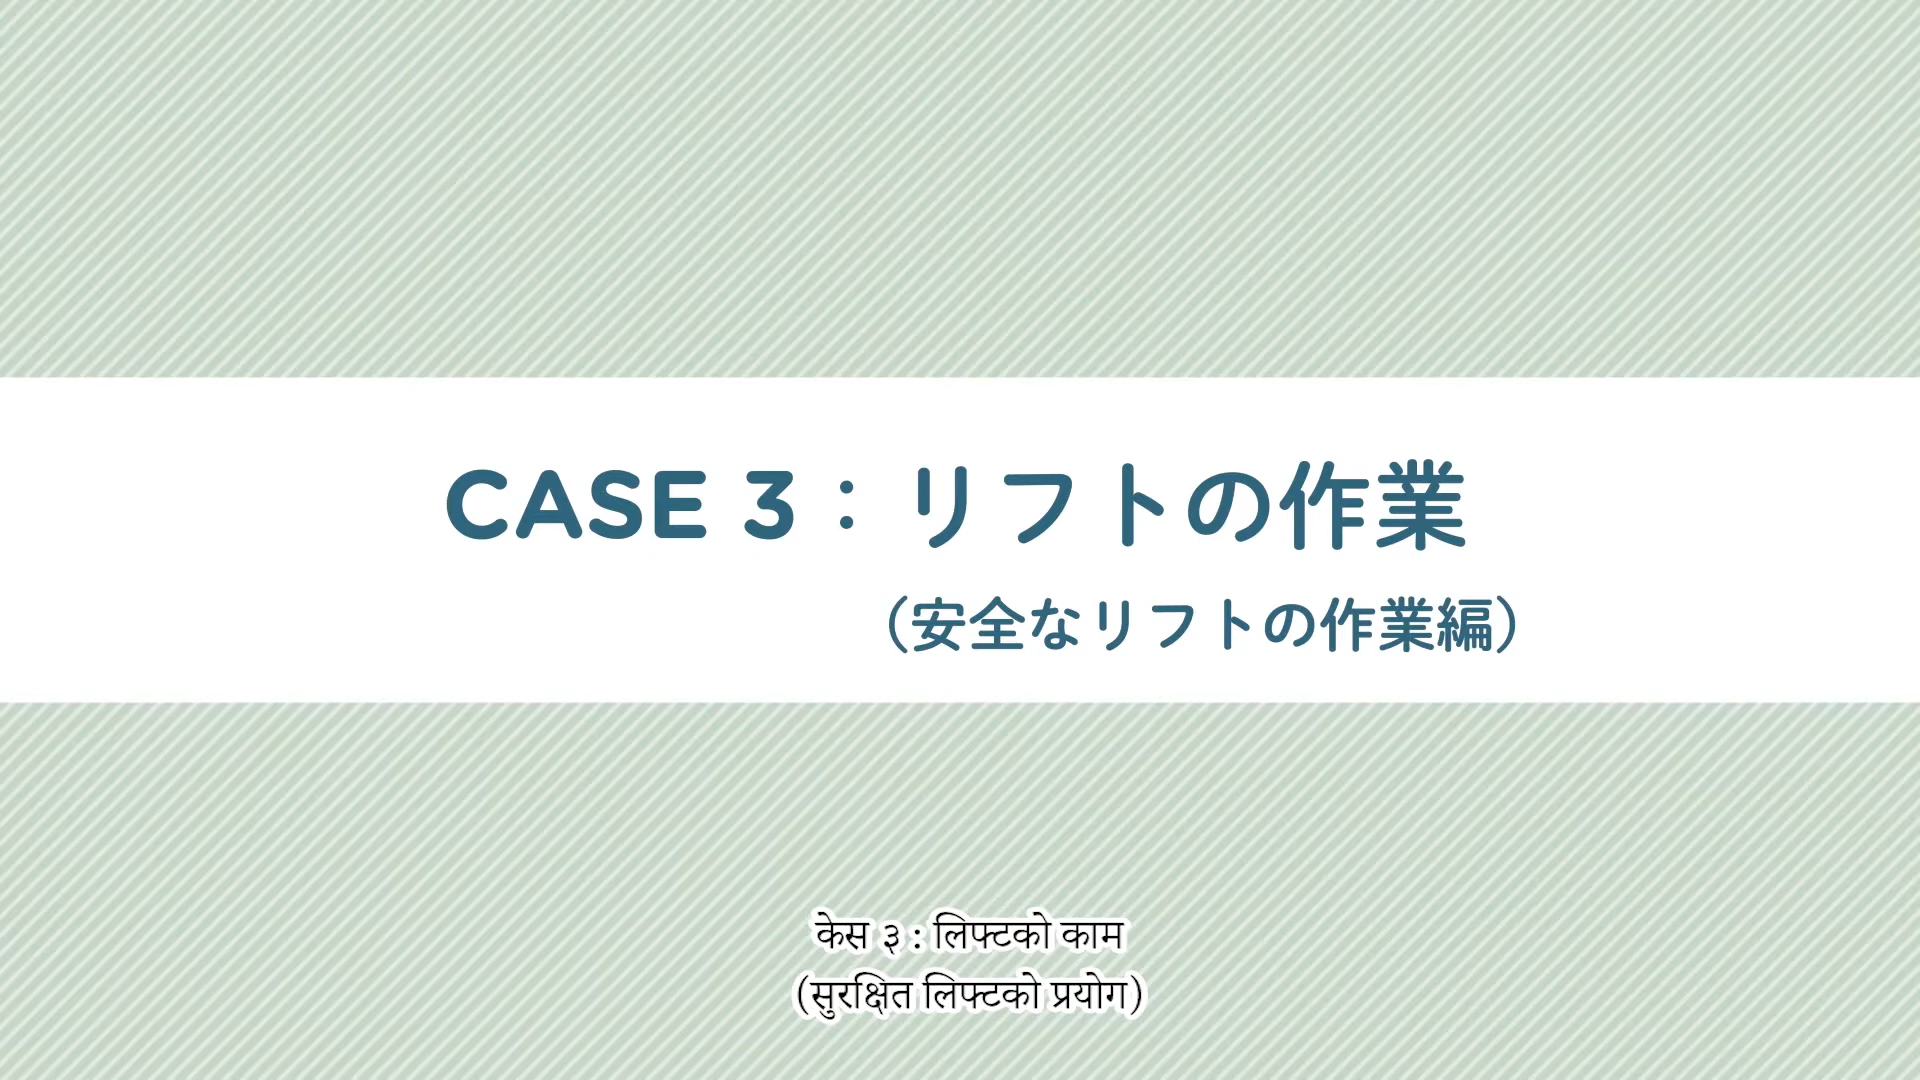 CASE 3：リフトの作業
（安全なリフトの作業編）
केस ३ : लिफ्टको काम
(सुरक्षित लिफ्टको प्रयोग)